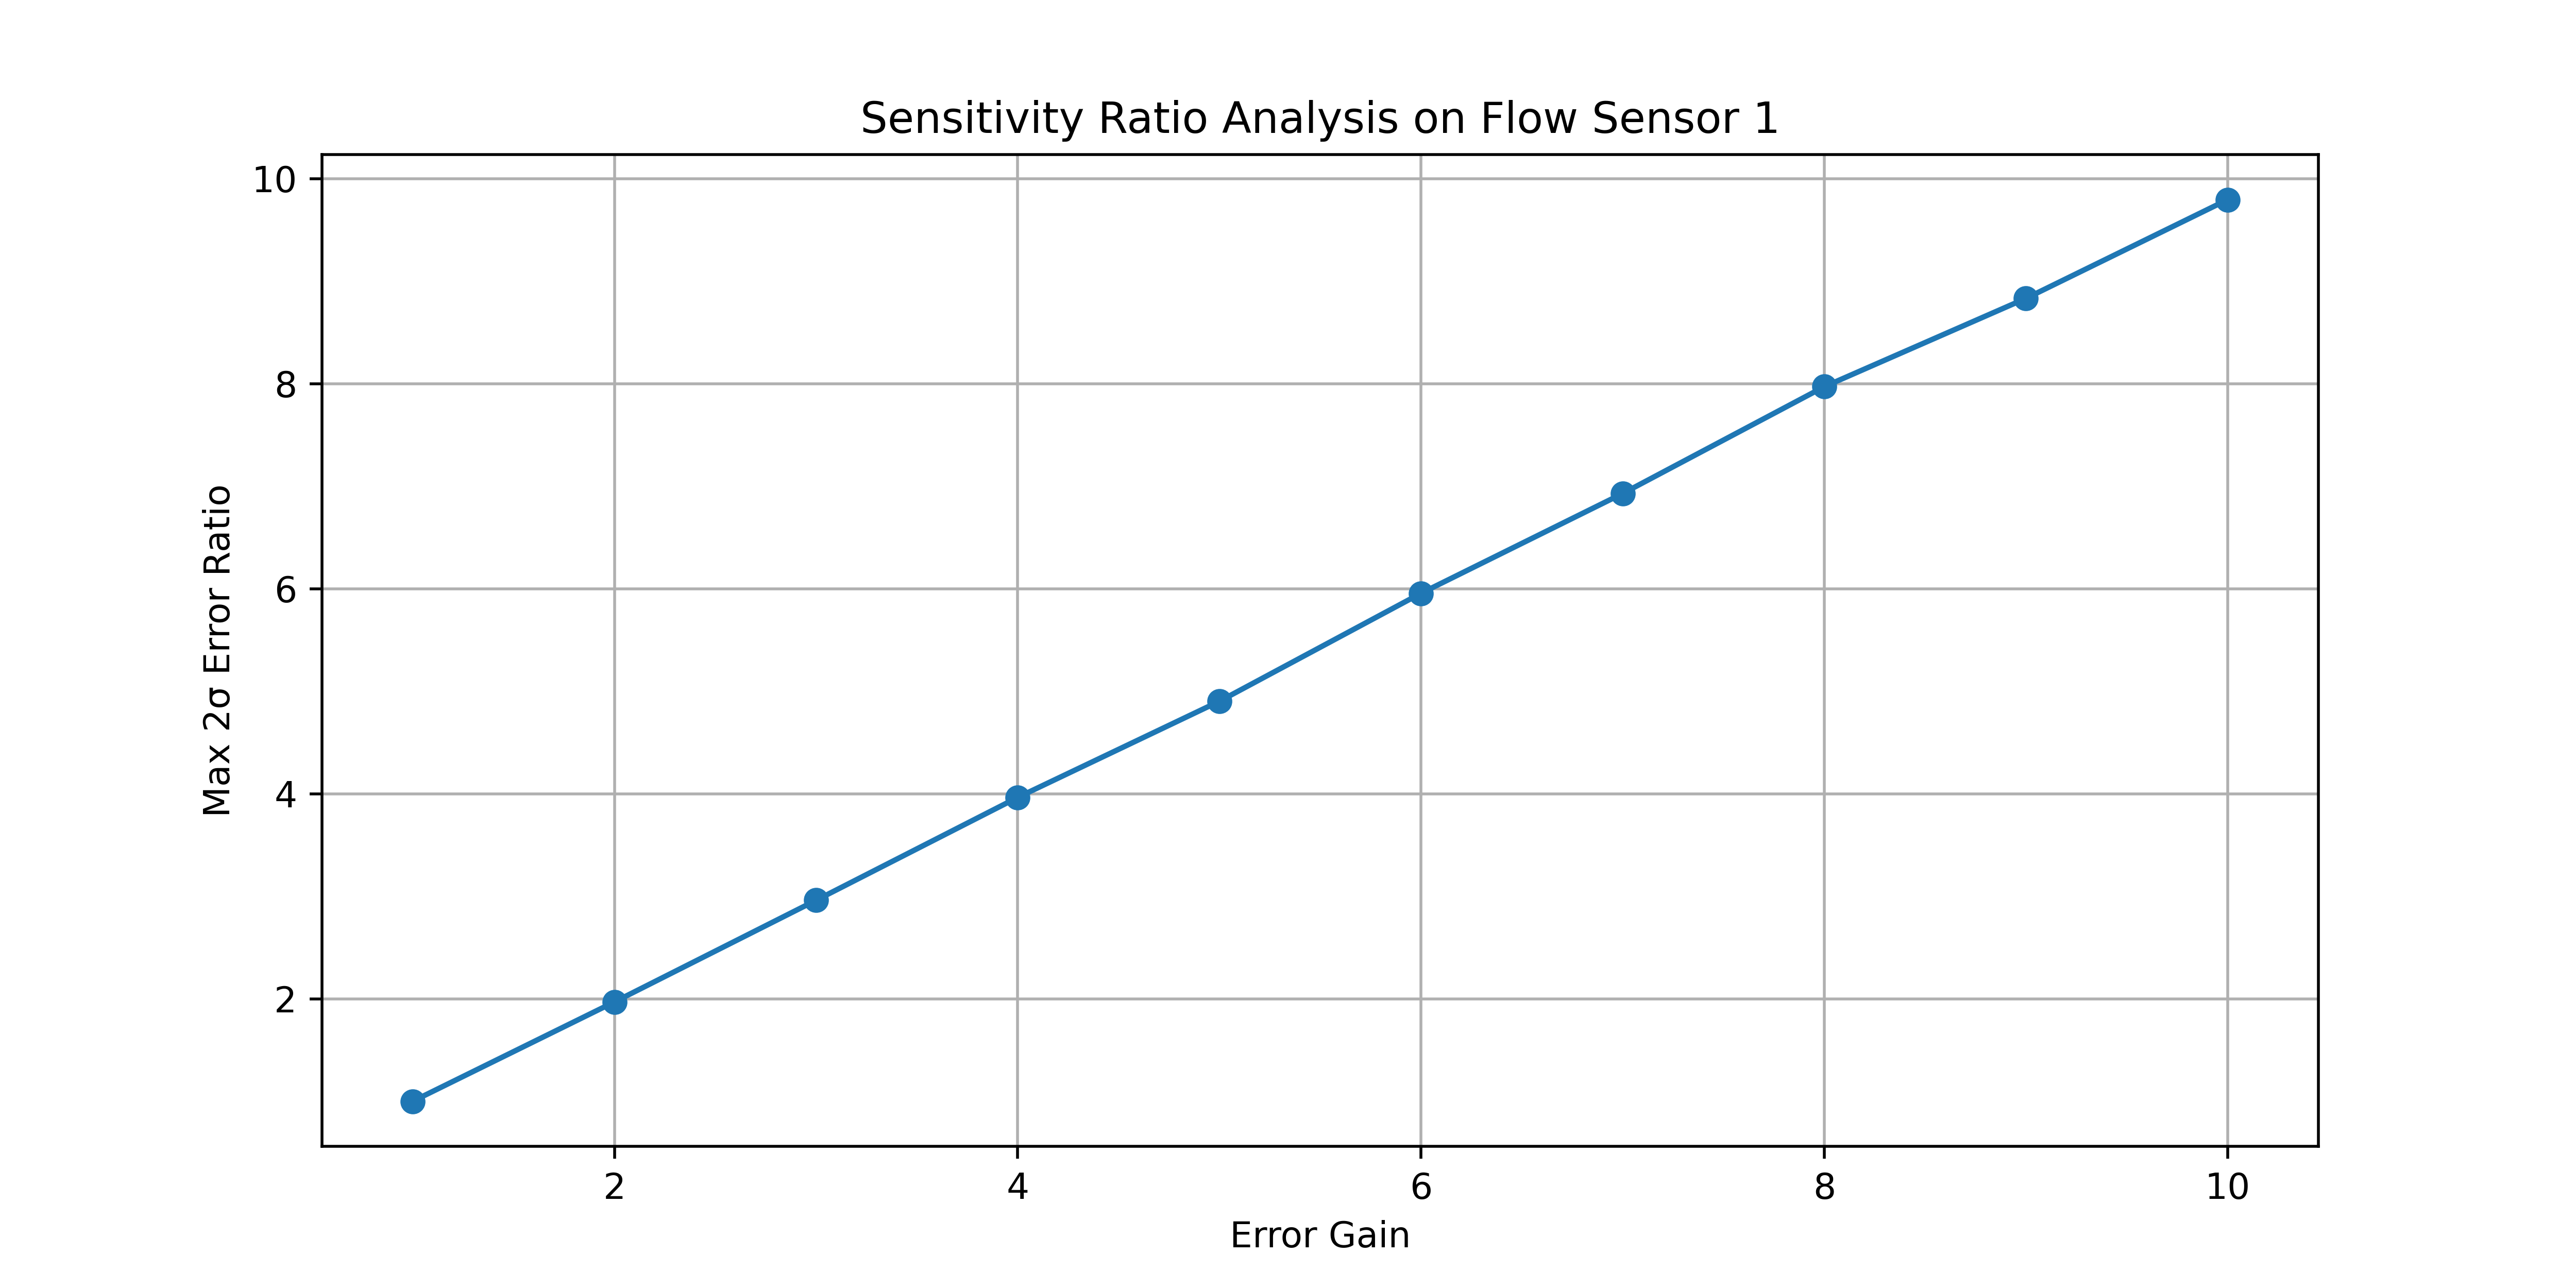 Sensitivity Ratio Analysis on Flow Sensor 1
10
8
6
4
2
Max 2σ Error Ratio
2 4 6 8 10
Error Gain